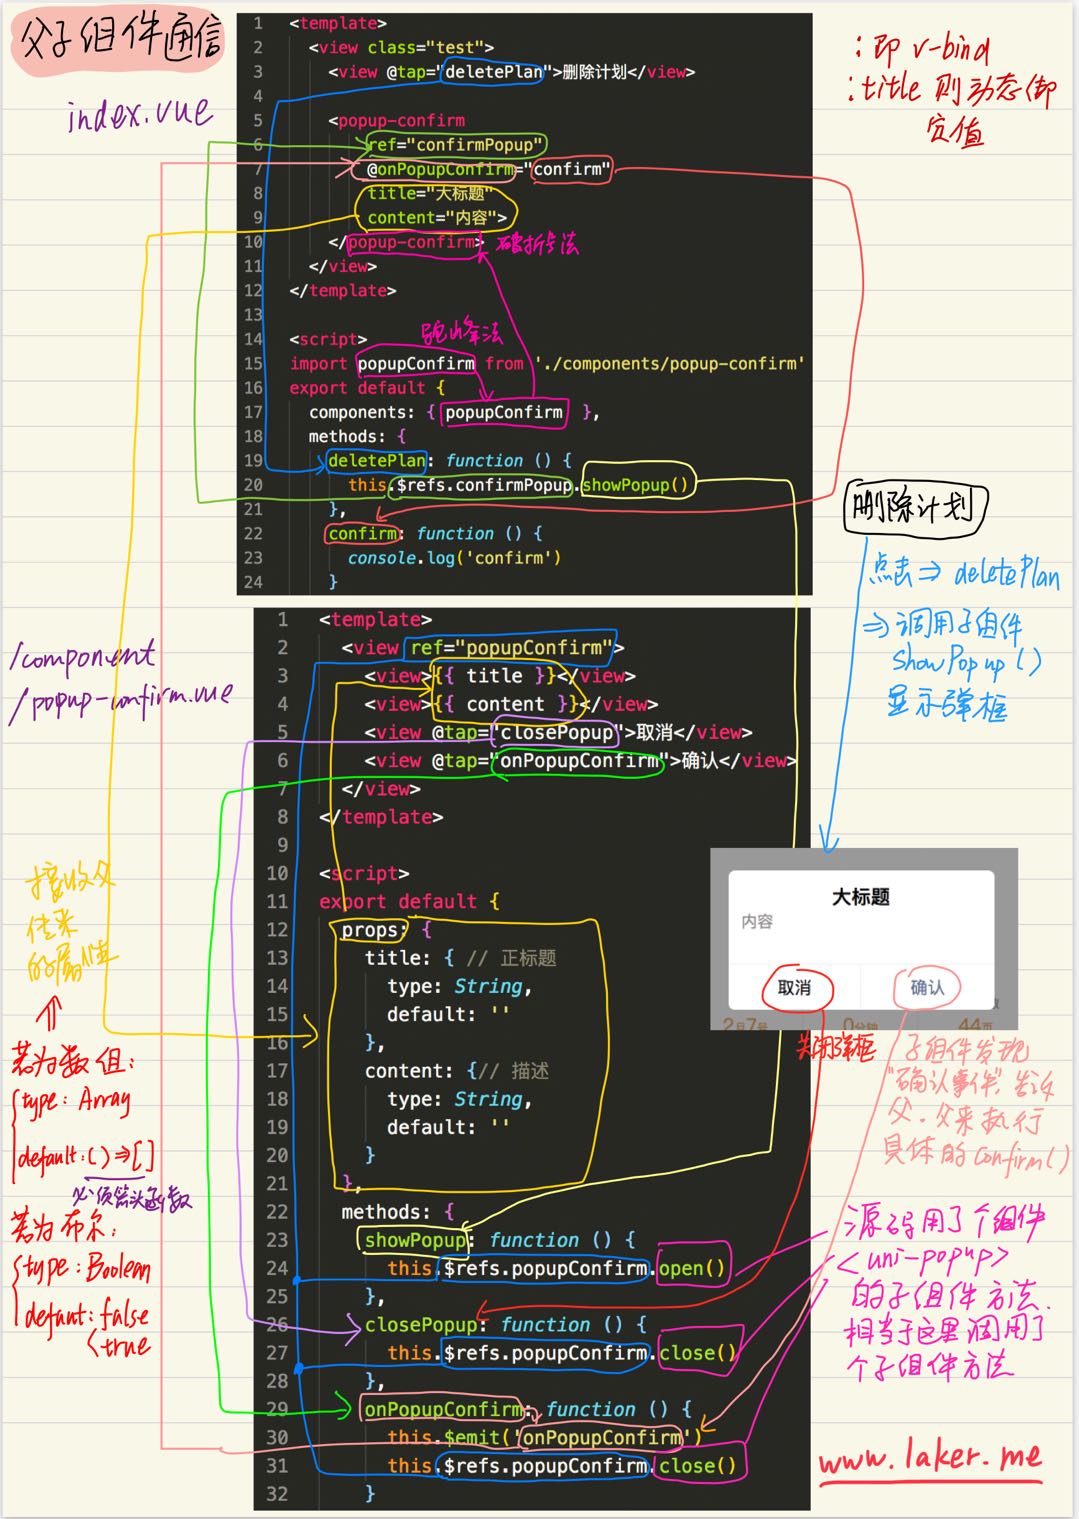 父子组件通信
index.vue
: 即 v-bind
: title 则动态绑定值
1 <template>
2 <view class="test">
3 <view @tap="deletePlan">删除计划</view>
4
5 <popup-confirm
6 ref="confirmPopup"
7 @onPopupConfirm="confirm"
8 title="大标题"
9 content="内容">
10 </popup-confirm> 破折号法
11 </view>
12 </template>
13
14 <script>
驼峰法
15 import popupConfirm from './components/popup-confirm'
16 export default {
17 components: { popupConfirm },
18 methods: {
19 deletePlan: function () {
20 this.$refs.confirmPopup.showPopup()
21 },
22 confirm: function () {
23 console.log('confirm')
24 }
删除计划
点击 ⇒ deletePlan
⇒ 调用子组件
showPopup()
显示弹框
/component
/popup-confirm.vue
1 <template>
2 <view ref="popupConfirm">
3 <view>{{ title }}</view>
4 <view>{{ content }}</view>
5 <view @tap="closePopup">取消</view>
6 <view @tap="onPopupConfirm">确认</view>
7 </view>
8 </template>
9
10 <script>
11 export default {
12 props: {
13 title: { // 正标题
14 type: String,
15 default: ''
16 },
17 content: {// 描述
18 type: String,
19 default: ''
20 }
21 },
22 methods: {
23 showPopup: function () {
24 this.$refs.popupConfirm.open()
25 },
26 closePopup: function () {
27 this.$refs.popupConfirm.close()
28 },
29 onPopupConfirm: function () {
30 this.$emit('onPopupConfirm')
31 this.$refs.popupConfirm.close()
32 }
接收父
传来
的属性
若为数组:
type: Array
default: () ⇒ []
必须箭头函数
若为布尔:
type: Boolean
defaut: false
true
大标题
内容
取消
确认
2月7号
0分钟
44页
关闭弹框
子组件发现
"确认事件",告诉
父.父来执行
具体的confirm()
源码用了个组件
<uni-popup>
的子组件方法.
相当于这里调用了
个子组件方法
www.laker.me